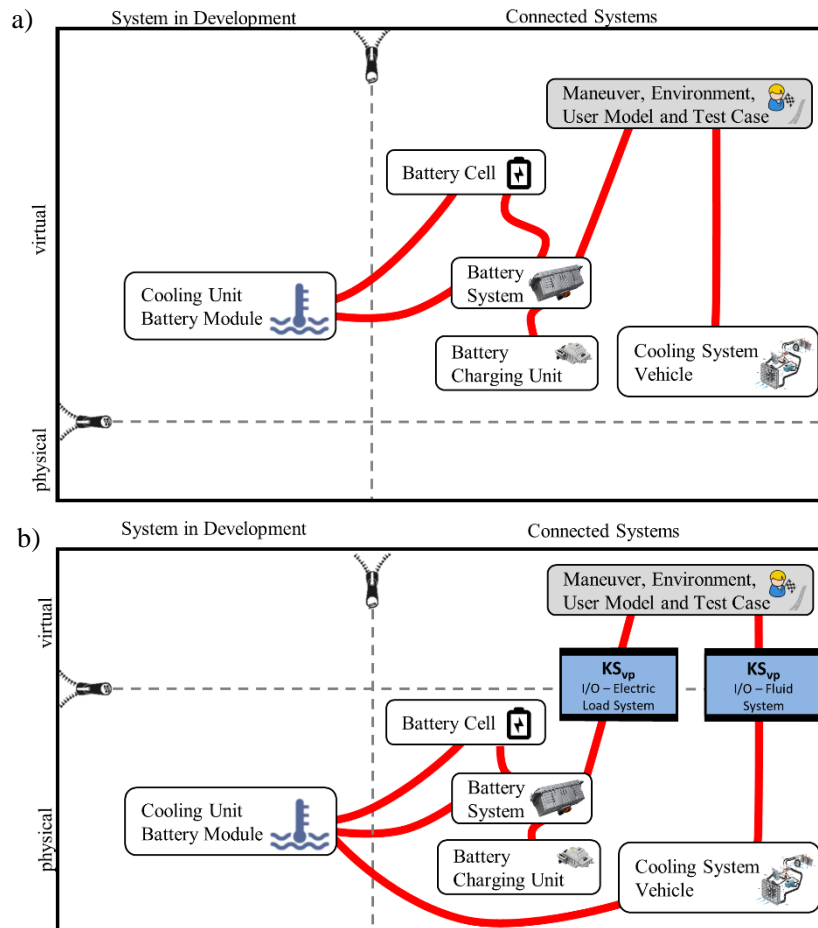 a)
System in Development
Connected Systems
virtual
physical
Maneuver, Environment,
User Model and Test Case
Battery Cell
Cooling Unit
Battery Module
Battery
System
Battery
Charging Unit
Cooling System
Vehicle
b)
System in Development
Connected Systems
virtual
physical
Maneuver, Environment,
User Model and Test Case
KSvp
I/O – Electric
Load System
KSvp
I/O – Fluid
System
Battery Cell
Cooling Unit
Battery Module
Battery
System
Battery
Charging Unit
Cooling System
Vehicle